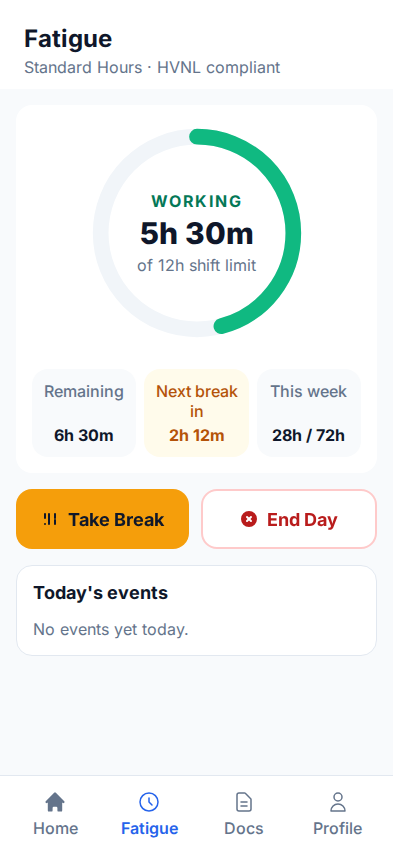 Fatigue
Standard Hours · HVNL compliant
WORKING
5h 30m
of 12h shift limit
Remaining
6h 30m
Next break
in
2h 12m
This week
28h / 72h
Take Break
End Day
Today's events
No events yet today.
Home
Fatigue
Docs
Profile